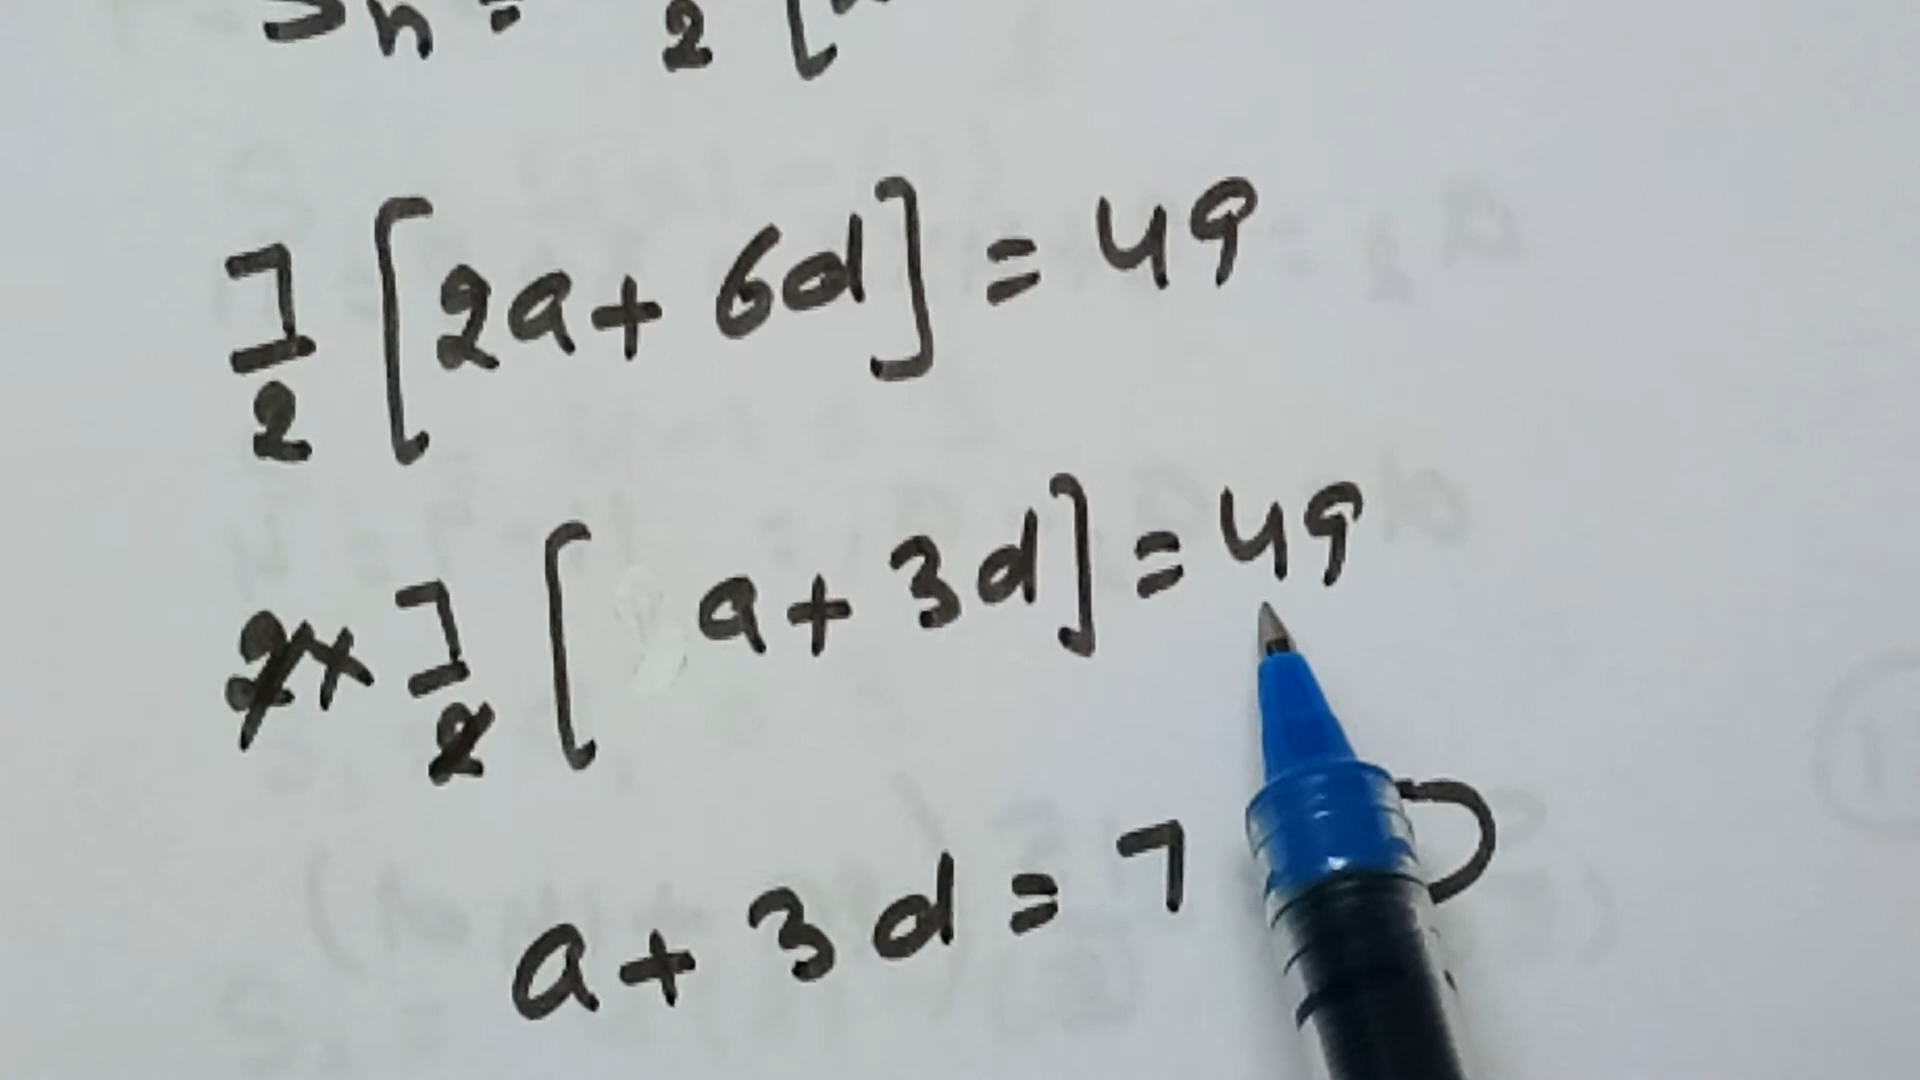 Sn = 2 [
7/2 [2a + 6d] = 49
2 x 7/2 [ a + 3d] = 49
a + 3d = 7